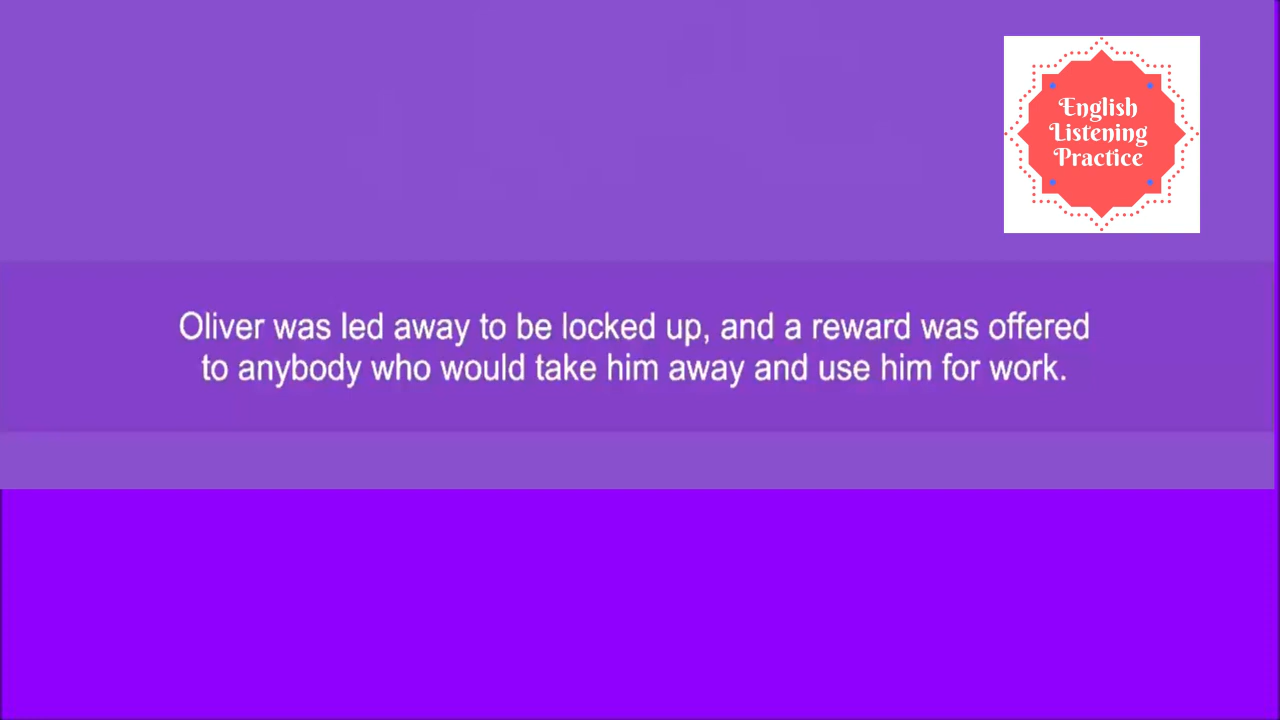 English
Listening
Practice
Oliver was led away to be locked up, and a reward was offered
to anybody who would take him away and use him for work.